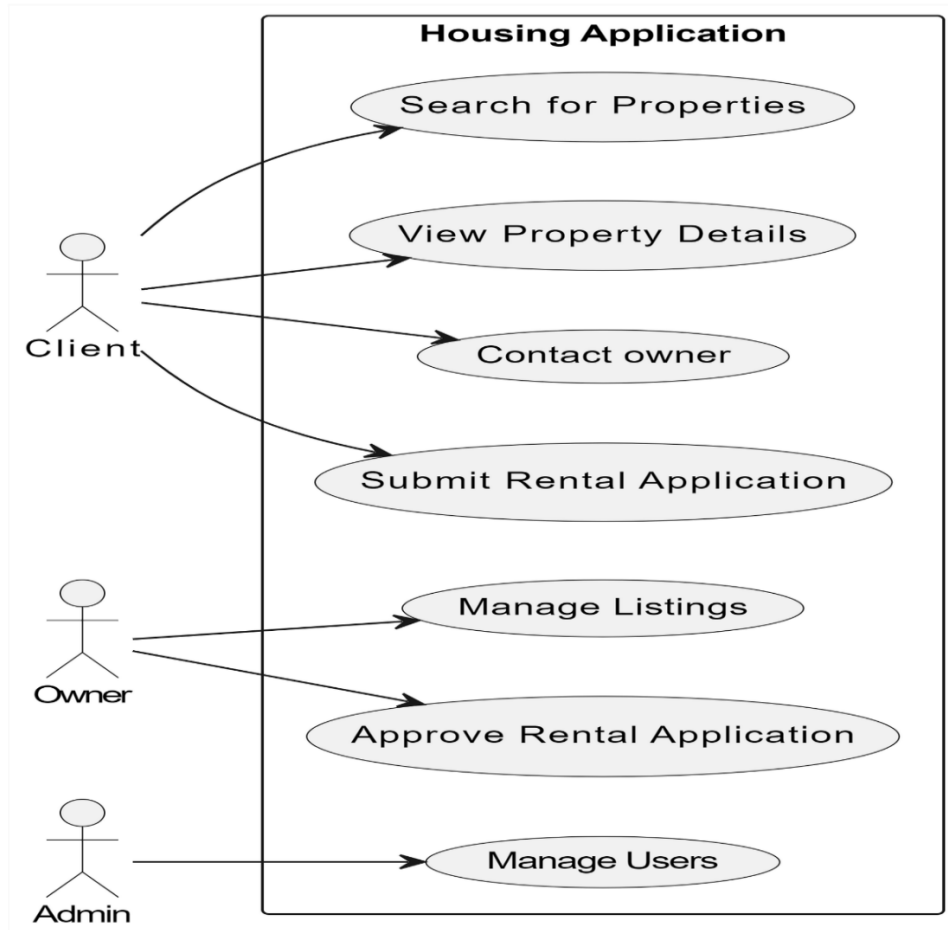 Housing Application
Search for Properties
View Property Details
Client
Contact owner
Submit Rental Application
Manage Listings
Owner
Approve Rental Application
Manage Users
Admin